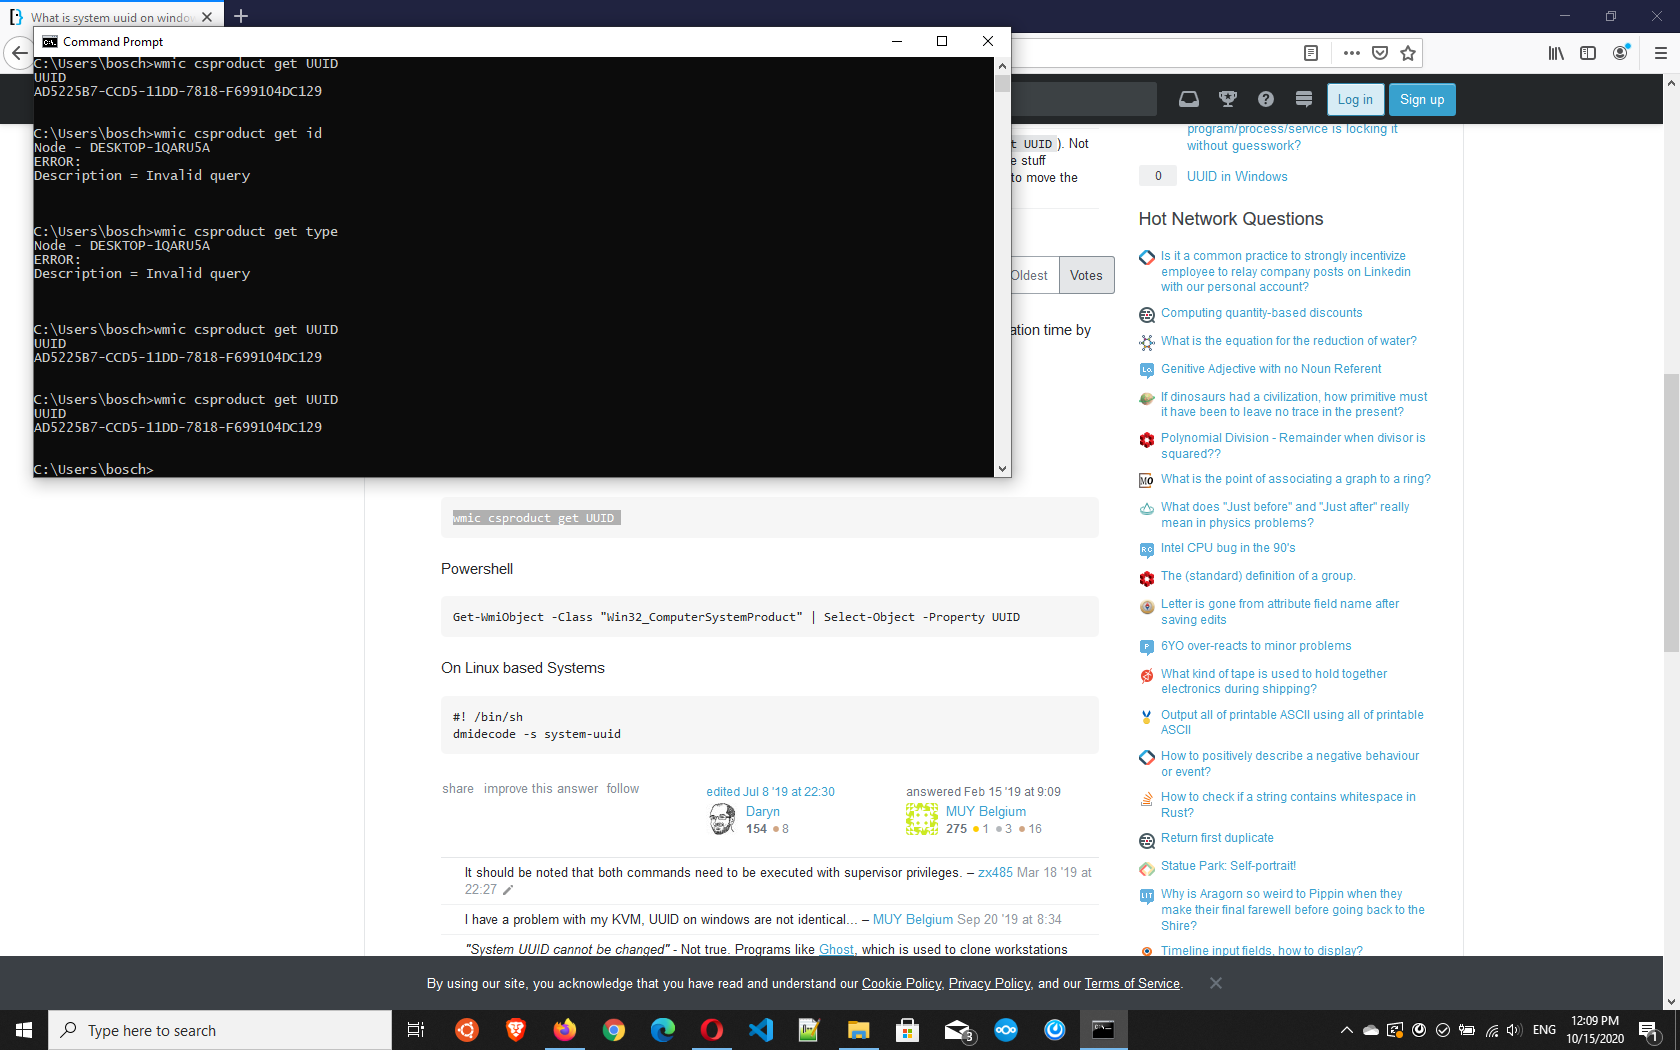 What is system uuid on windo
Command Prompt
C:\Users\bosch>wmic csproduct get UUID
UUID
AD5225B7-CCD5-11DD-7818-F699104DC129
C:\Users\bosch>wmic csproduct get id
Node - DESKTOP-1QARU5A
ERROR:
Description = Invalid query
C:\Users\bosch>wmic csproduct get type
Node - DESKTOP-1QARU5A
ERROR:
Description = Invalid query
C:\Users\bosch>wmic csproduct get UUID
UUID
AD5225B7-CCD5-11DD-7818-F699104DC129
C:\Users\bosch>wmic csproduct get UUID
UUID
AD5225B7-CCD5-11DD-7818-F699104DC129
C:\Users\bosch>
Log in
Sign up
t UUID ). Not
e stuff
to move the
Oldest
Votes
ation time by
wmic csproduct get UUID
Powershell
Get-WmiObject -Class "Win32_ComputerSystemProduct" | Select-Object -Property UUID
On Linux based Systems
#! /bin/sh
dmidecode -s system-uuid
share improve this answer follow
edited Jul 8 '19 at 22:30
Daryn
154 ●8
answered Feb 15 '19 at 9:09
MUY Belgium
275 ●1 ●3 ●16
It should be noted that both commands need to be executed with supervisor privileges. – zx485 Mar 18 '19 at
22:27
I have a problem with my KVM, UUID on windows are not identical... – MUY Belgium Sep 20 '19 at 8:34
"System UUID cannot be changed" - Not true. Programs like Ghost, which is used to clone workstations
program/process/service is locking it
without guesswork?
0 UUID in Windows
Hot Network Questions
Is it a common practice to strongly incentivize
employee to relay company posts on Linkedin
with our personal account?
Computing quantity-based discounts
What is the equation for the reduction of water?
Genitive Adjective with no Noun Referent
If dinosaurs had a civilization, how primitive must
it have been to leave no trace in the present?
Polynomial Division - Remainder when divisor is
squared??
What is the point of associating a graph to a ring?
What does "Just before" and "Just after" really
mean in physics problems?
Intel CPU bug in the 90's
The (standard) definition of a group.
Letter is gone from attribute field name after
saving edits
6YO over-reacts to minor problems
What kind of tape is used to hold together
electronics during shipping?
Output all of printable ASCII using all of printable
ASCII
How to positively describe a negative behaviour
or event?
How to check if a string contains whitespace in
Rust?
Return first duplicate
Statue Park: Self-portrait!
Why is Aragorn so weird to Pippin when they
make their final farewell before going back to the
Shire?
Timeline input fields, how to display?
By using our site, you acknowledge that you have read and understand our Cookie Policy, Privacy Policy, and our Terms of Service.
Type here to search
3
ENG
12:09 PM
10/15/2020
1